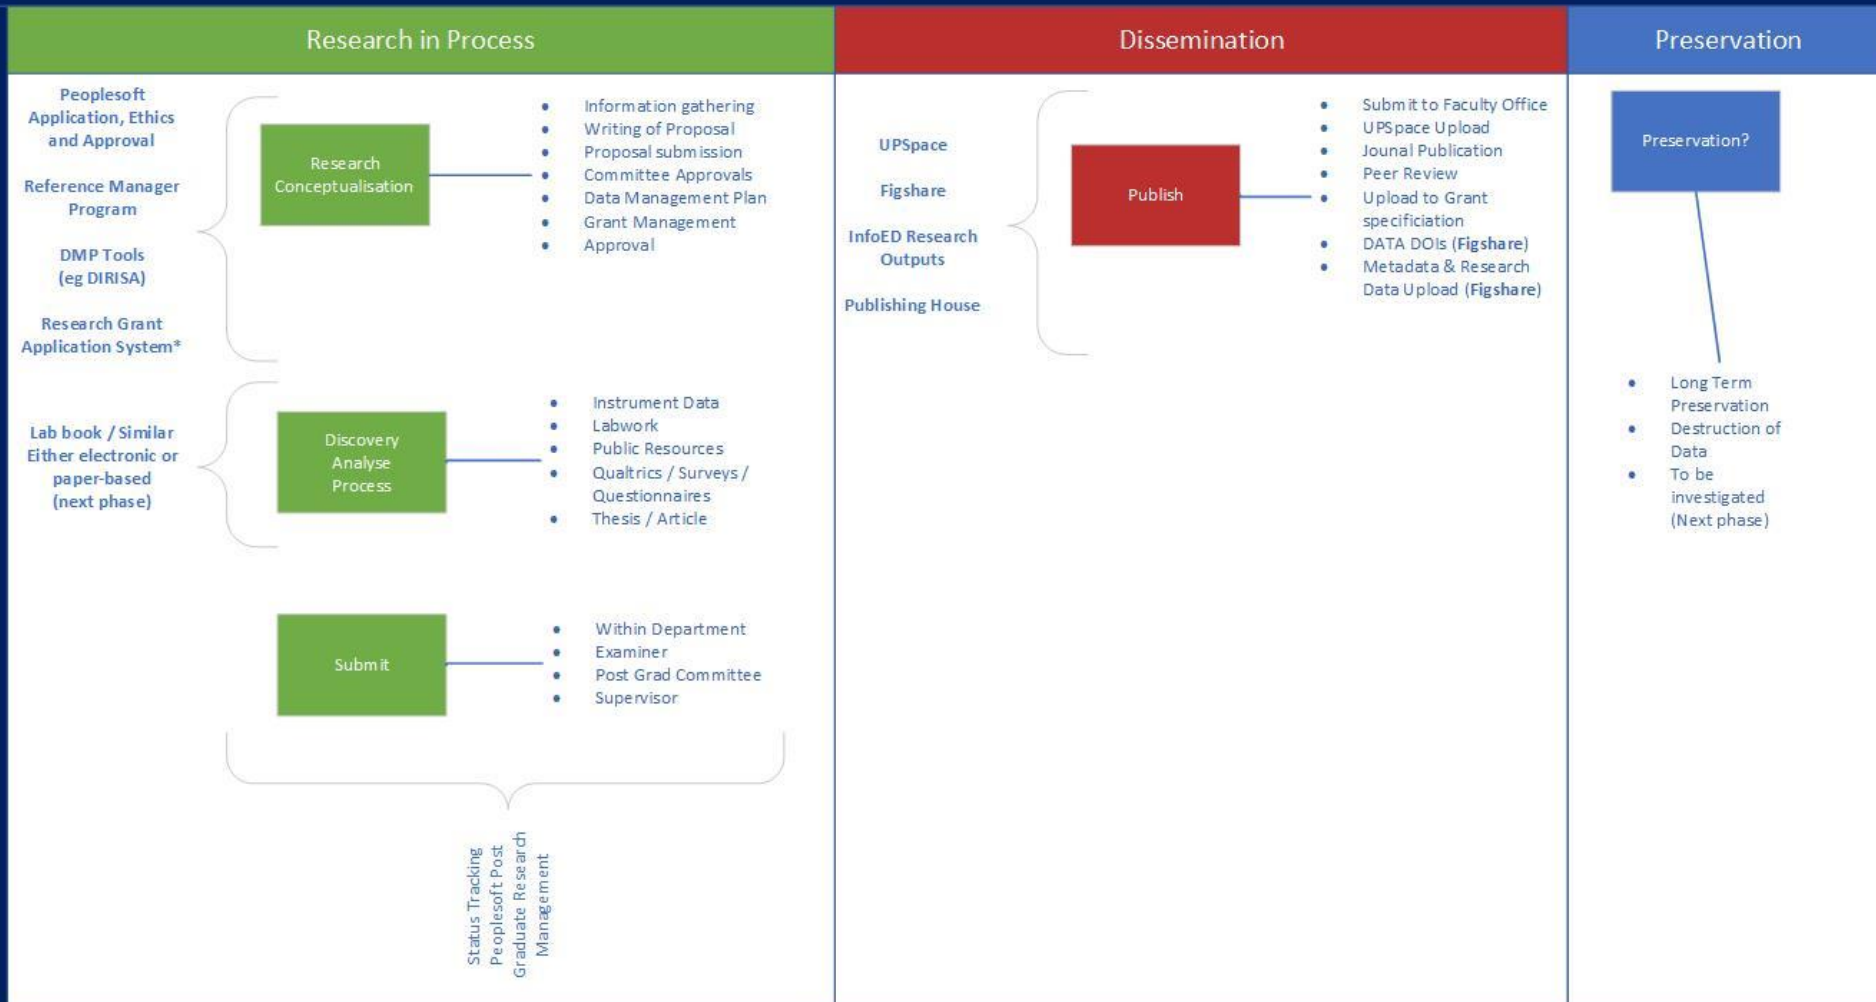 Research in Process
Peoplesoft
Application, Ethics
and Approval
Reference Manager
Program
DMP Tools
(eg DIRISA)
Research Grant
Application System*
Research
Conceptualisation
• Information gathering
• Writing of Proposal
• Proposal submission
• Committee Approvals
• Data Management Plan
• Grant Management
• Approval
Lab book / Similar
Either electronic or
paper-based
(next phase)
Discovery
Analyse
Process
• Instrument Data
• Labwork
• Public Resources
• Qualtrics / Surveys /
Questionnaires
• Thesis / Article
Submit
• Within Department
• Examiner
• Post Grad Committee
• Supervisor
Status Tracking
Peoplesoft Post
Graduate Research
Management
Dissemination
UPSpace
Figshare
InfoED Research
Outputs
Publishing House
Publish
• Submit to Faculty Office
• UPSpace Upload
• Jounal Publication
• Peer Review
• Upload to Grant
specificiation
• DATA DOIs (Figshare)
• Metadata & Research
Data Upload (Figshare)
Preservation
Preservation?
• Long Term
Preservation
• Destruction of
Data
• To be
investigated
(Next phase)